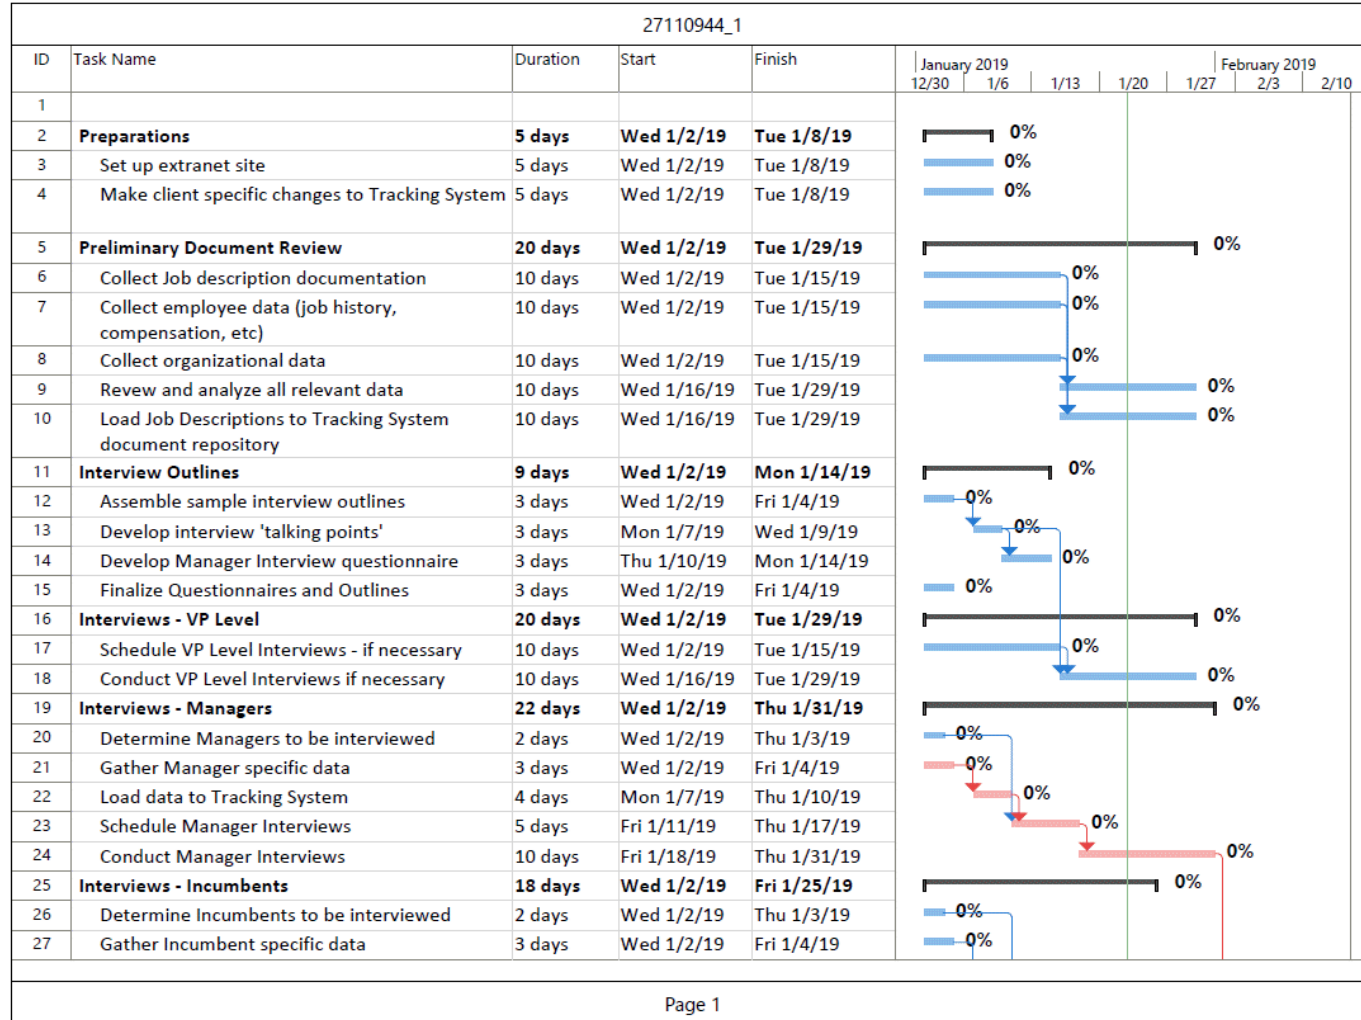 27110944_1
ID Task Name Duration Start Finish January 2019 February 2019
12/30 1/6 1/13 1/20 1/27 2/3 2/10
1
2 Preparations 5 days Wed 1/2/19 Tue 1/8/19 0%
3 Set up extranet site 5 days Wed 1/2/19 Tue 1/8/19 0%
4 Make client specific changes to Tracking System 5 days Wed 1/2/19 Tue 1/8/19 0%
5 Preliminary Document Review 20 days Wed 1/2/19 Tue 1/29/19 0%
6 Collect Job description documentation 10 days Wed 1/2/19 Tue 1/15/19 0%
7 Collect employee data (job history, 10 days Wed 1/2/19 Tue 1/15/19 0%
compensation, etc)
8 Collect organizational data 10 days Wed 1/2/19 Tue 1/15/19 0%
9 Revew and analyze all relevant data 10 days Wed 1/16/19 Tue 1/29/19 0%
10 Load Job Descriptions to Tracking System 10 days Wed 1/16/19 Tue 1/29/19 0%
document repository
11 Interview Outlines 9 days Wed 1/2/19 Mon 1/14/19 0%
12 Assemble sample interview outlines 3 days Wed 1/2/19 Fri 1/4/19 0%
13 Develop interview 'talking points' 3 days Mon 1/7/19 Wed 1/9/19 0%
14 Develop Manager Interview questionnaire 3 days Thu 1/10/19 Mon 1/14/19 0%
15 Finalize Questionnaires and Outlines 3 days Wed 1/2/19 Fri 1/4/19 0%
16 Interviews - VP Level 20 days Wed 1/2/19 Tue 1/29/19 0%
17 Schedule VP Level Interviews - if necessary 10 days Wed 1/2/19 Tue 1/15/19 0%
18 Conduct VP Level Interviews if necessary 10 days Wed 1/16/19 Tue 1/29/19 0%
19 Interviews - Managers 22 days Wed 1/2/19 Thu 1/31/19 0%
20 Determine Managers to be interviewed 2 days Wed 1/2/19 Thu 1/3/19 0%
21 Gather Manager specific data 3 days Wed 1/2/19 Fri 1/4/19 0%
22 Load data to Tracking System 4 days Mon 1/7/19 Thu 1/10/19 0%
23 Schedule Manager Interviews 5 days Fri 1/11/19 Thu 1/17/19 0%
24 Conduct Manager Interviews 10 days Fri 1/18/19 Thu 1/31/19 0%
25 Interviews - Incumbents 18 days Wed 1/2/19 Fri 1/25/19 0%
26 Determine Incumbents to be interviewed 2 days Wed 1/2/19 Thu 1/3/19 0%
27 Gather Incumbent specific data 3 days Wed 1/2/19 Fri 1/4/19 0%
Page 1